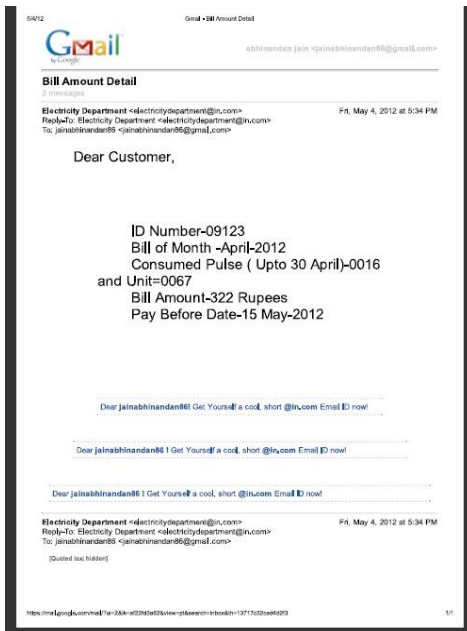 5/4/12 Gmail - Bill Amount Detail
Gmail
by Google
abhinandan jain <jainabhinandan86@gmail.com>
Bill Amount Detail
2 messages
Electricity Department <electricitydepartment@in.com> Fri, May 4, 2012 at 5:34 PM
Reply-To: Electricity Department <electricitydepartment@in.com>
To: jainabhinandan86 <jainabhinandan86@gmail.com>
Dear Customer,
ID Number-09123
Bill of Month -April-2012
Consumed Pulse ( Upto 30 April)-0016
and Unit=0067
Bill Amount-322 Rupees
Pay Before Date-15 May-2012
Dear jainabhinandan86! Get Yourself a cool, short @in.com Email ID now!
Dear jainabhinandan86 ! Get Yourself a cool, short @in.com Email ID now!
Dear jainabhinandan86 ! Get Yourself a cool, short @in.com Email ID now!
Electricity Department <electricitydepartment@in.com> Fri, May 4, 2012 at 5:34 PM
Reply-To: Electricity Department <electricitydepartment@in.com>
To: jainabhinandan86 <jainabhinandan86@gmail.com>
[Quoted text hidden]
1/1